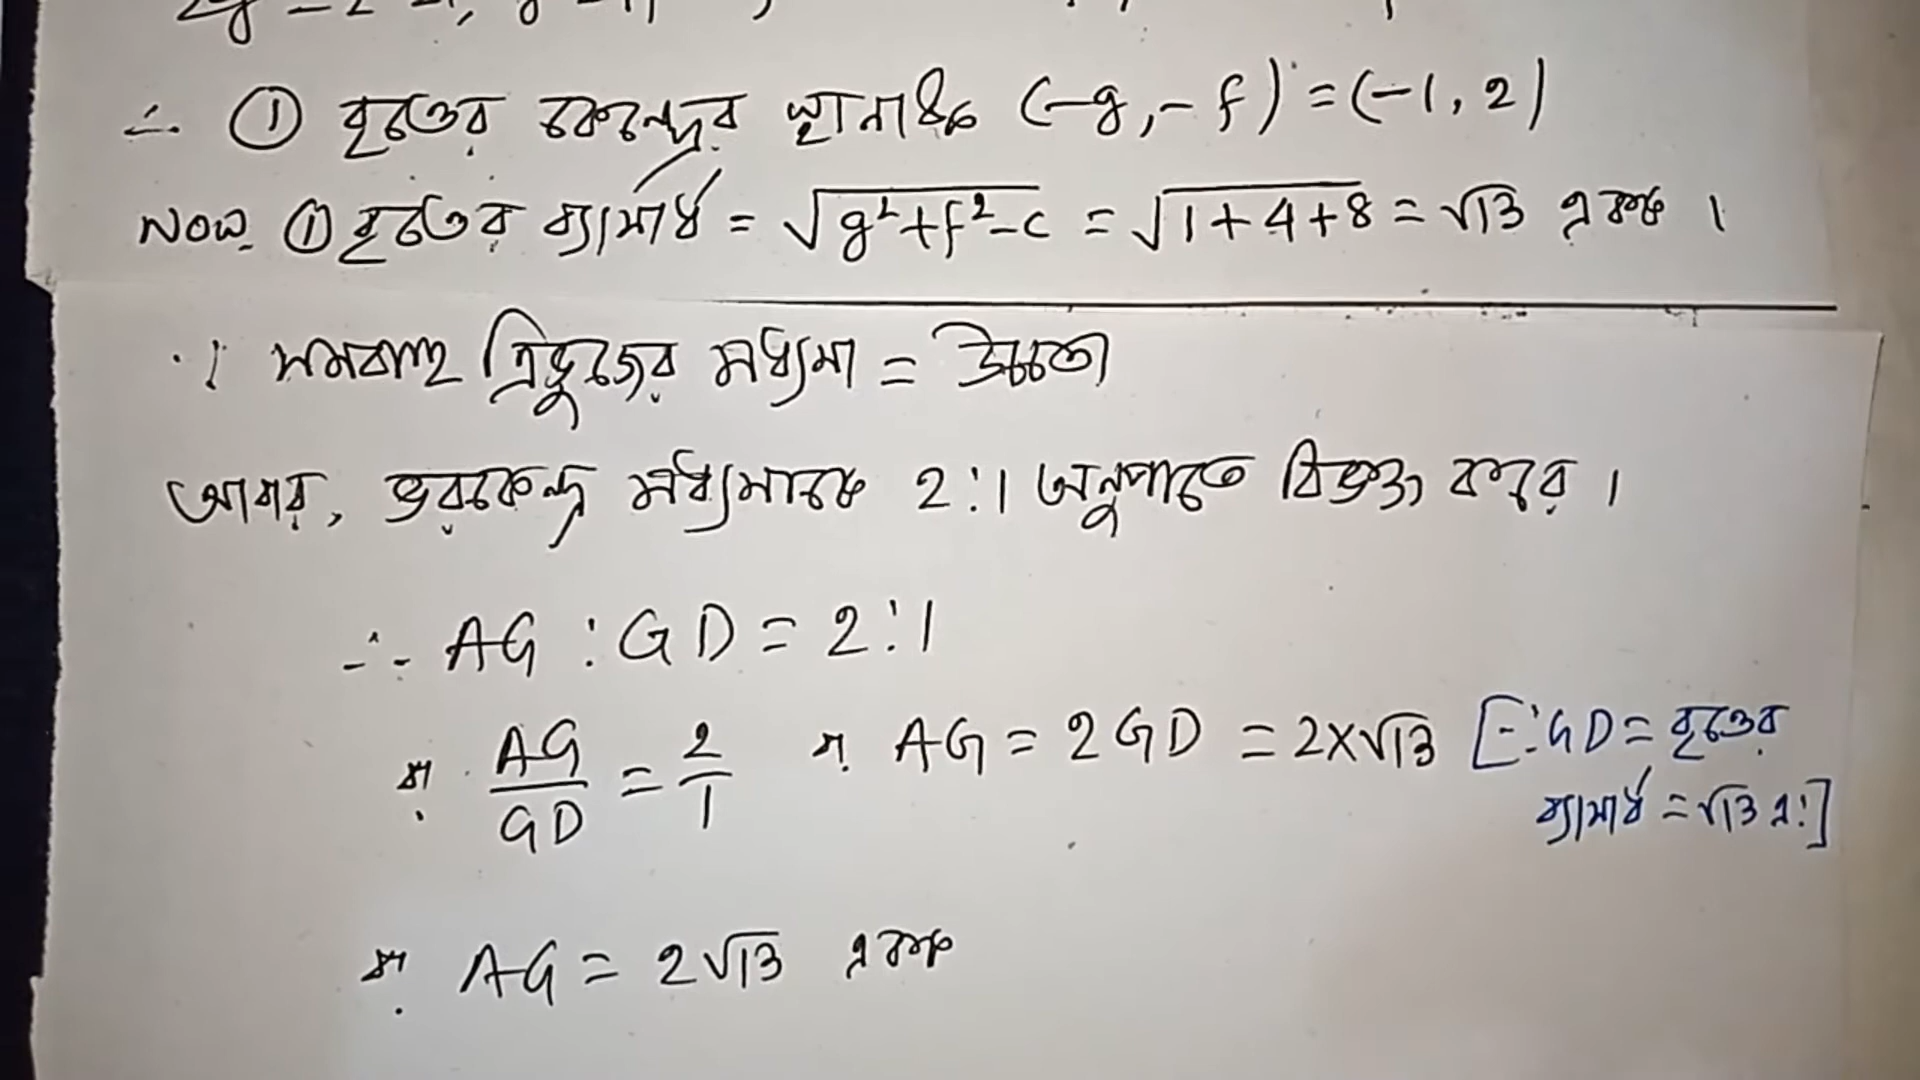 ∴ ① বৃত্তের কেন্দ্রের স্থানাঙ্ক (-g, -f) = (-1, 2)
Now ① বৃত্তের ব্যাসার্ধ = √g²+f²-c = √1+4+8 = √13 একক ।
∵ সমবাহু ত্রিভুজের মধ্যমা = উচ্চতা
আবার, ভরকেন্দ্র মধ্যমাকে 2:1 অনুপাতে বিভক্ত করে ।
∴ AG : GD = 2:1
বা AG/GD = 2/1 বা, AG = 2GD = 2×√13 [∵ GD = বৃত্তের
ব্যাসার্ধ = √13 এ:]
বা, AG = 2√13 একক